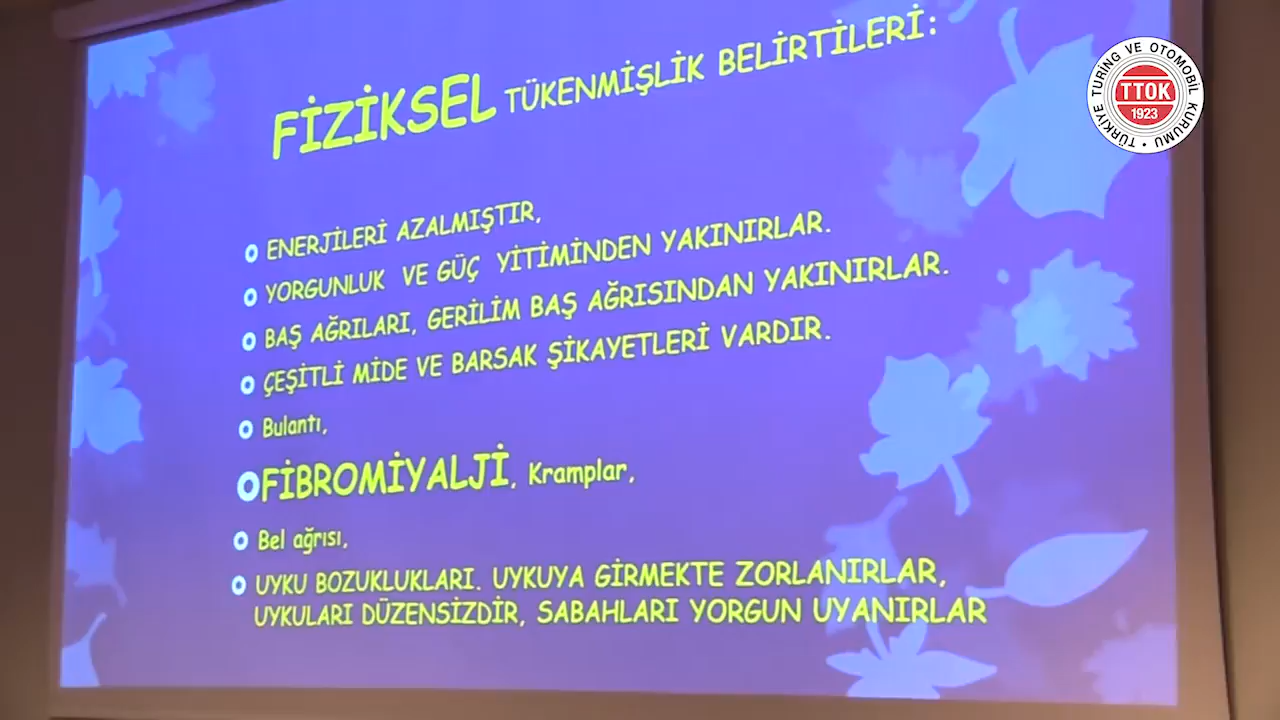 FİZİKSEL TÜKENMİŞLİK BELİRTİLERİ:
ENERJİLERİ AZALMIŞTIR,
YORGUNLUK VE GÜÇ YİTİMİNDEN YAKINIRLAR.
BAŞ AĞRILARI, GERİLİM BAŞ AĞRISINDAN YAKINIRLAR.
ÇEŞİTLİ MİDE VE BARSAK ŞİKAYETLERİ VARDIR.
Bulantı,
FİBROMİYALJİ, Kramplar,
Bel ağrısı,
UYKU BOZUKLUKLARI. UYKUYA GİRMEKTE ZORLANIRLAR,
UYKULARI DÜZENSİZDİR, SABAHLARI YORGUN UYANIRLAR
TÜRKİYE TURİNG VE OTOMOBİL KURUMU
TTOK
1923